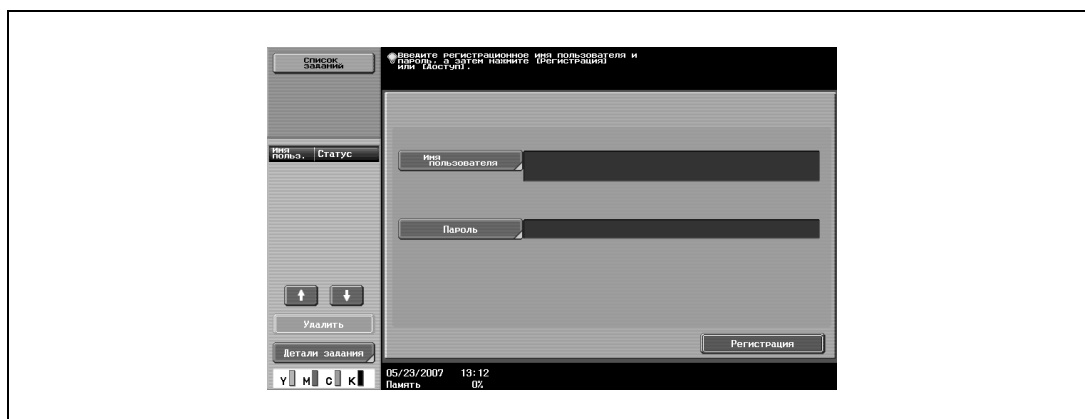 Список
заданий
Введите регистрационное имя пользователя и
пароль, а затем нажмите [Регистрация]
или [Доступ].
Имя
польз.
Статус
Имя
пользователя
Пароль
Удалить
Детали задания
Регистрация
Y M C K
05/23/2007 13:12
Память 0%